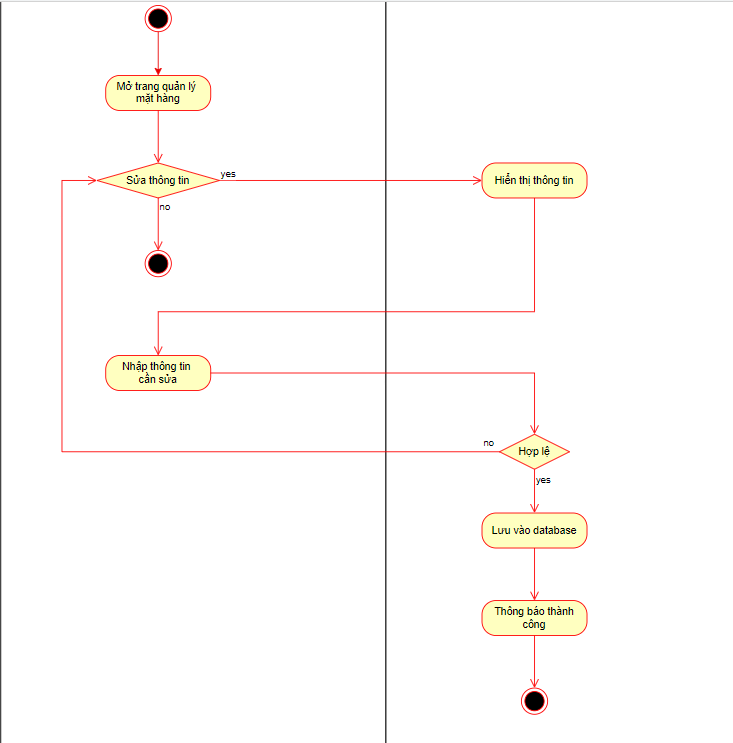 Mở trang quản lý
mặt hàng
Sửa thông tin
yes
Hiển thị thông tin
no
Nhập thông tin
cần sửa
no
Hợp lệ
yes
Lưu vào database
Thông báo thành
công